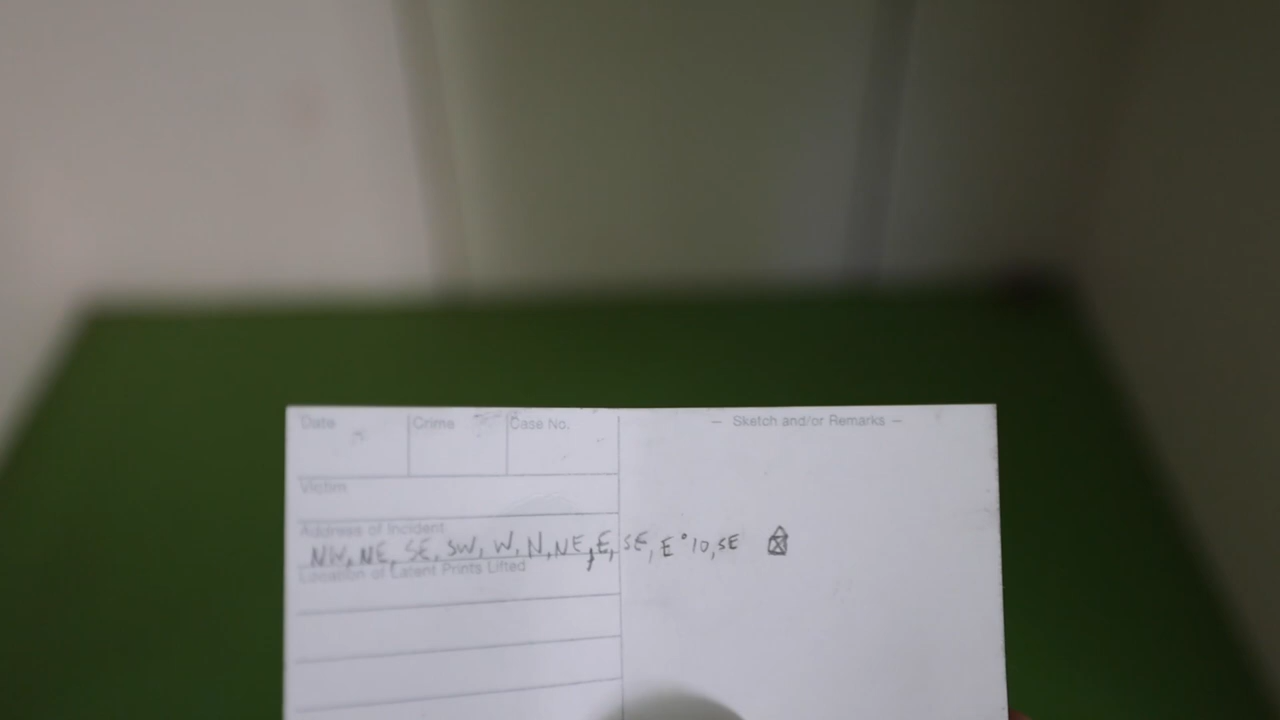 Date Crime Case No. — Sketch and/or Remarks —
Victim
Address of Incident
NW, NE, SE, SW, W, N, NE, E, SE, E°10, SE
Location of Latent Prints Lifted